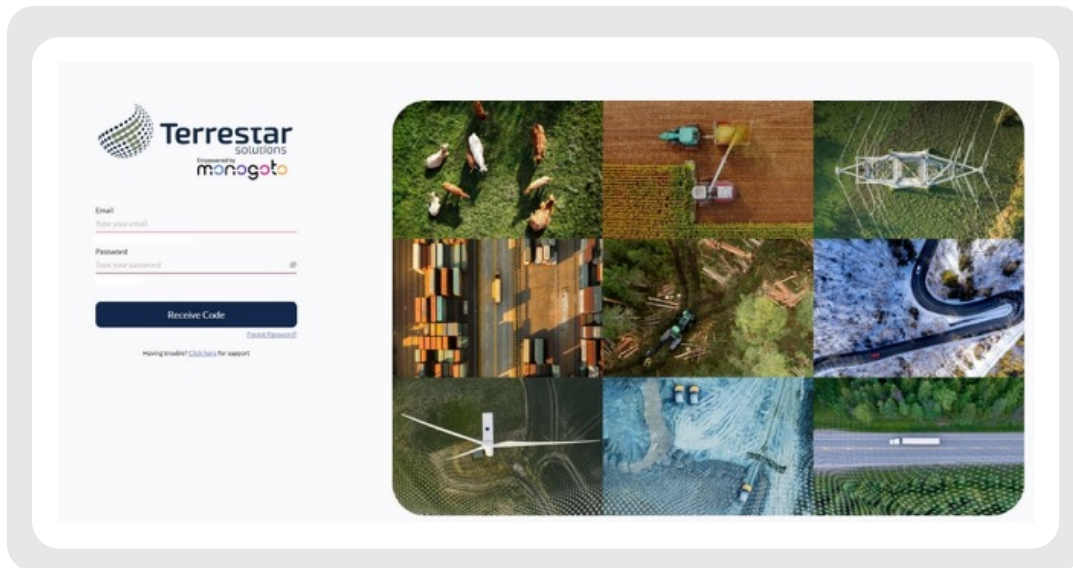 Terrestar
solutions
Empowered by
monogoto
Email
Type your email
Password
Type your password
Receive Code
Forgot Password?
Having trouble? Click here for support